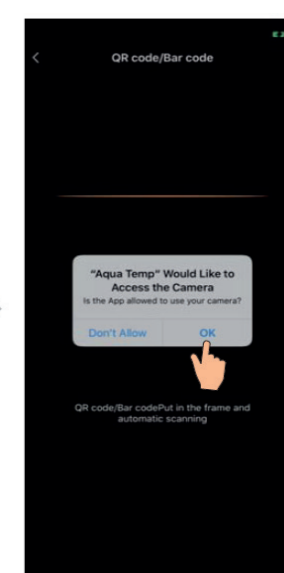 QR code/Bar code
"Aqua Temp" Would Like to
Access the Camera
Is the App allowed to use your camera?
Don't Allow
OK
QR code/Bar codePut in the frame and
automatic scanning